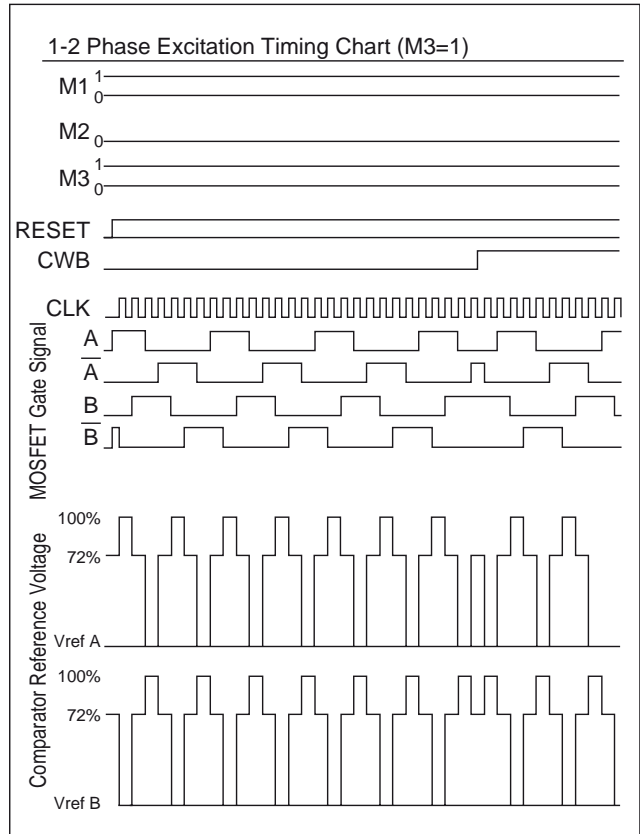 1-2 Phase Excitation Timing Chart (M3=1)
M1 1
0
M2 0
M3 1
0
RESET
CWB
CLK
MOSFET Gate Signal
A
A̅
B
B̅
Comparator Reference Voltage
100%
72%
Vref A
100%
72%
Vref B